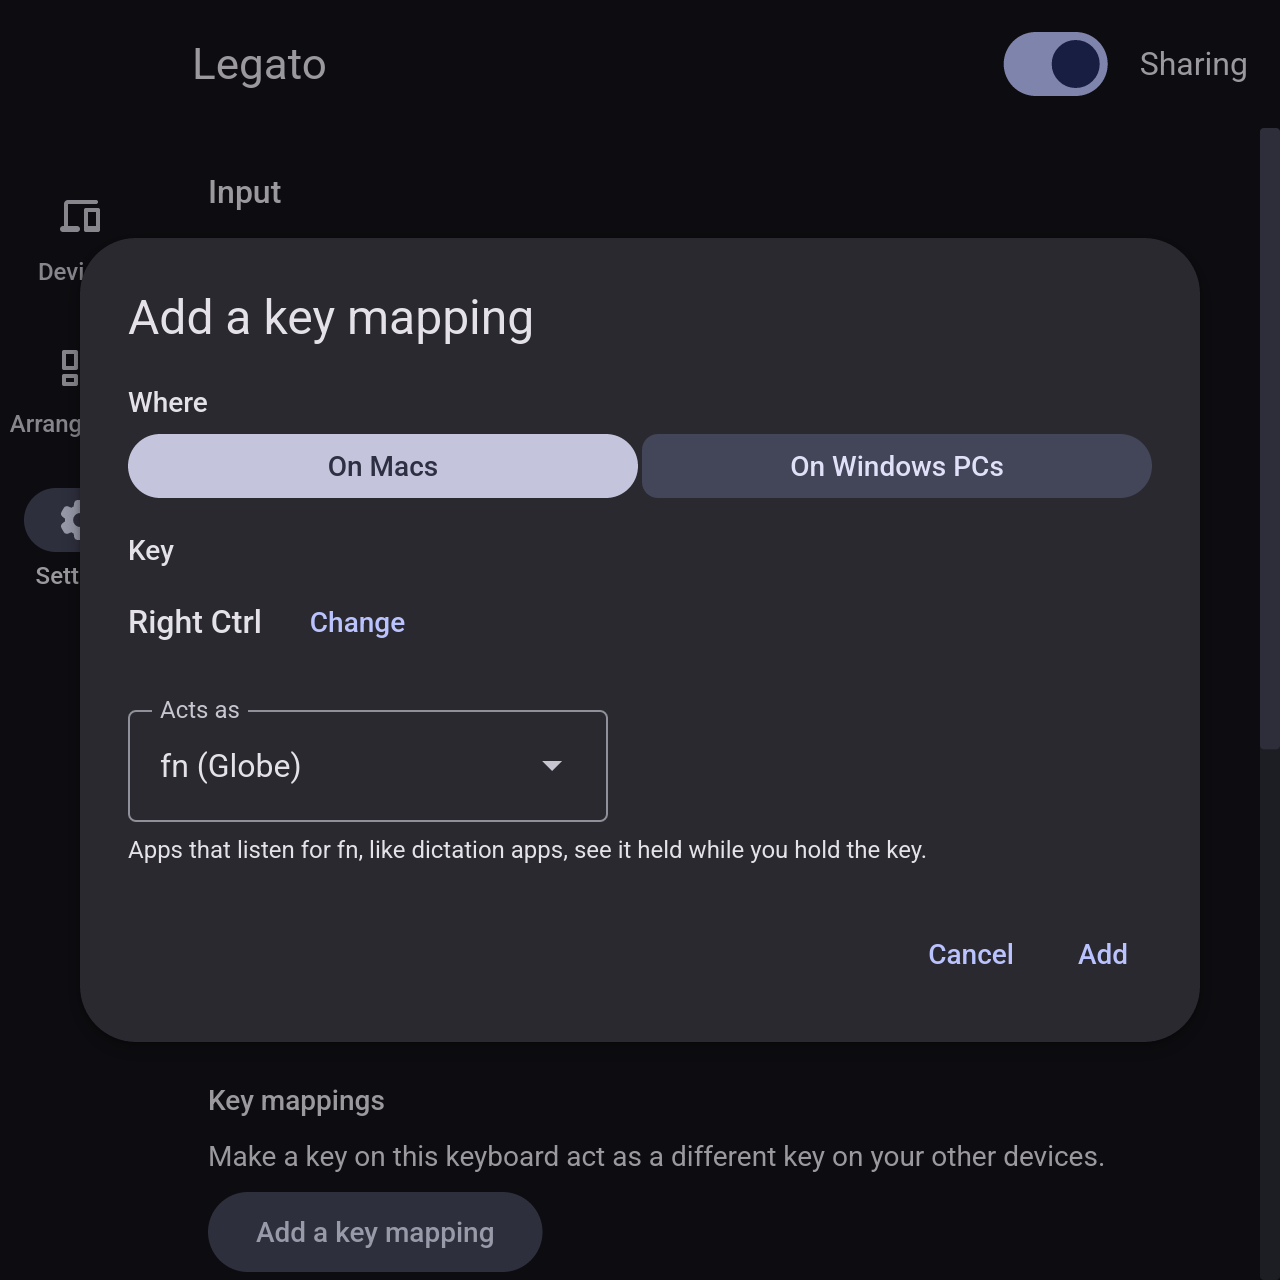 Legato
Sharing
Input
Devi
Arrang
Sett
Add a key mapping
Where
On Macs
On Windows PCs
Key
Right Ctrl
Change
Acts as
fn (Globe)
Apps that listen for fn, like dictation apps, see it held while you hold the key.
Cancel
Add
Key mappings
Make a key on this keyboard act as a different key on your other devices.
Add a key mapping